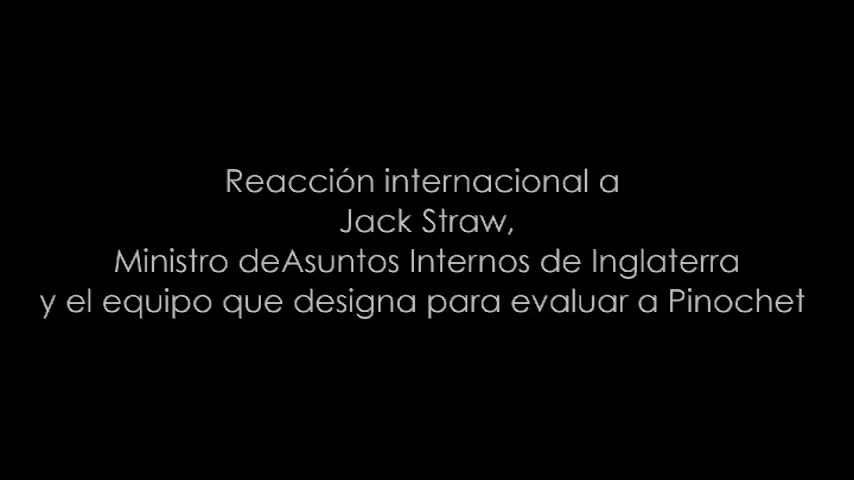 Reacción internacional a
Jack Straw,
Ministro deAsuntos Internos de Inglaterra
y el equipo que designa para evaluar a Pinochet